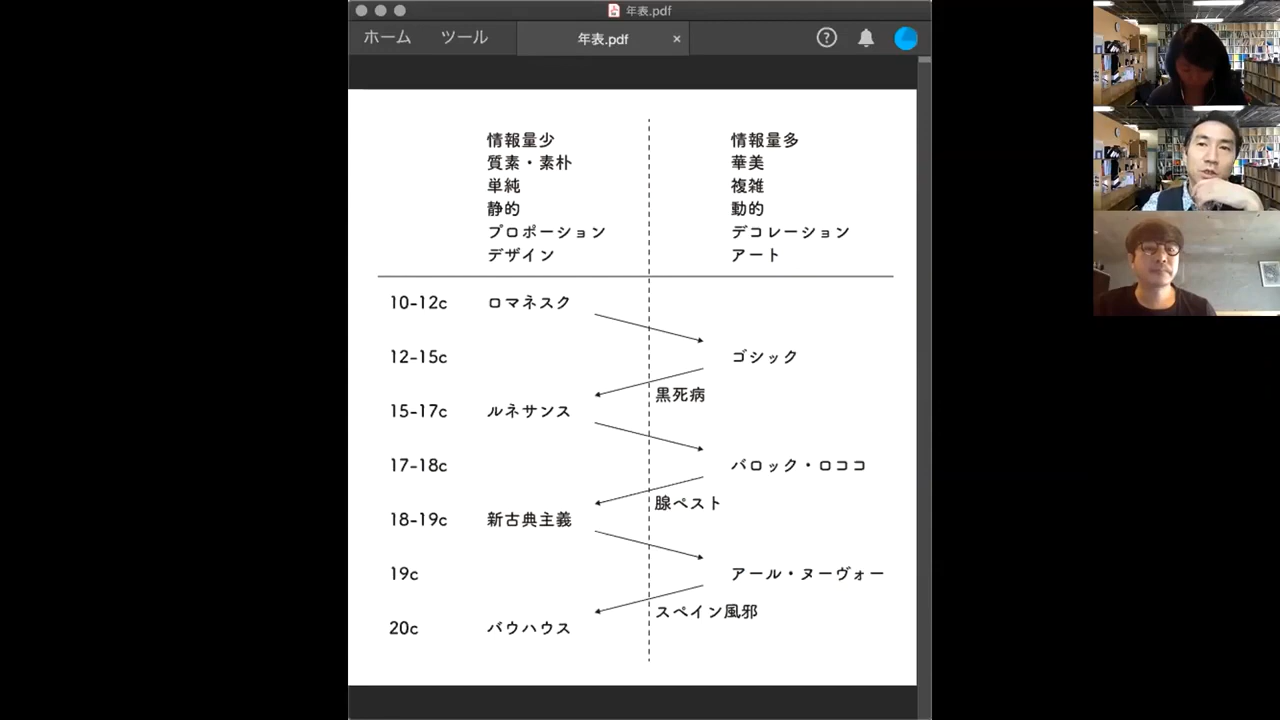 年表.pdf
ホーム ツール 年表.pdf ×
?
情報量少 情報量多
質素・素朴 華美
単純 複雑
静的 動的
プロポーション デコレーション
デザイン アート
10-12c ロマネスク
12-15c ゴシック
黒死病
15-17c ルネサンス
17-18c バロック・ロココ
腺ペスト
18-19c 新古典主義
19c アール・ヌーヴォー
スペイン風邪
20c バウハウス